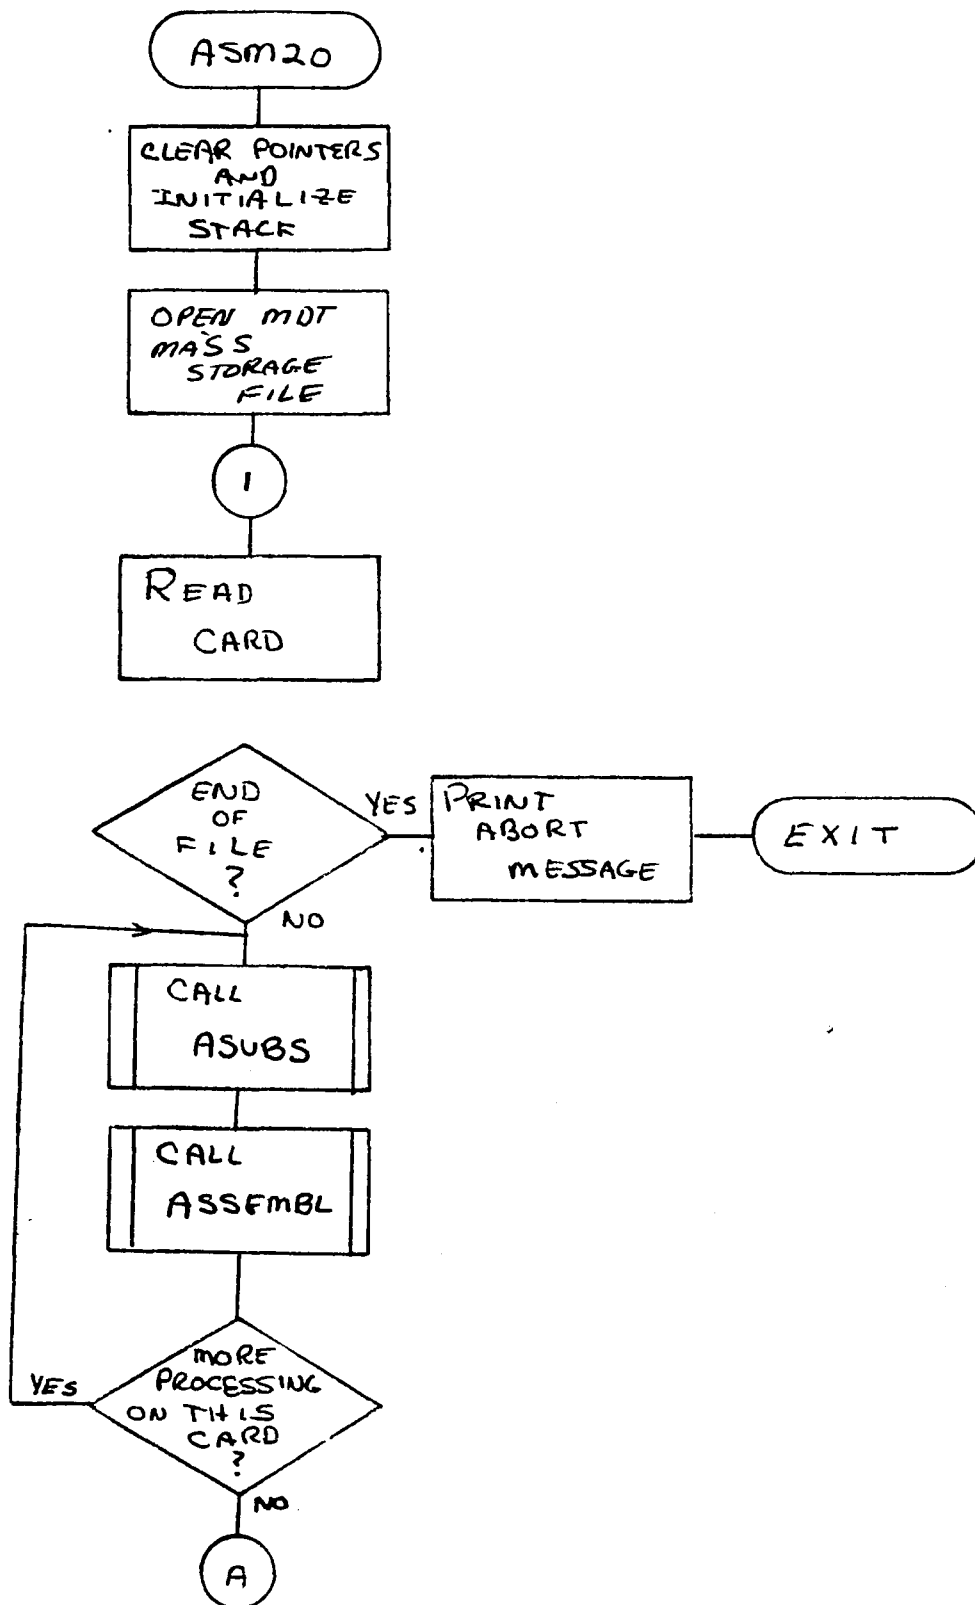 ASM20
CLEAR POINTERS
AND
INITIALIZE
STACK
OPEN MDT
MASS
STORAGE
FILE
1
READ
CARD
END
OF
FILE
?
YES
PRINT
ABORT
MESSAGE
EXIT
NO
CALL
ASUBS
CALL
ASSEMBL
MORE
PROCESSING
ON THIS
CARD
?
YES
NO
A